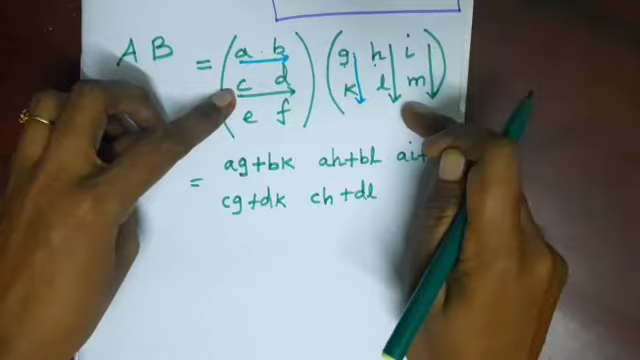 AB = (a b) (g h i)
c d k l m
e f
= ag+bk ah+bl ai+
cg+dk ch+dl